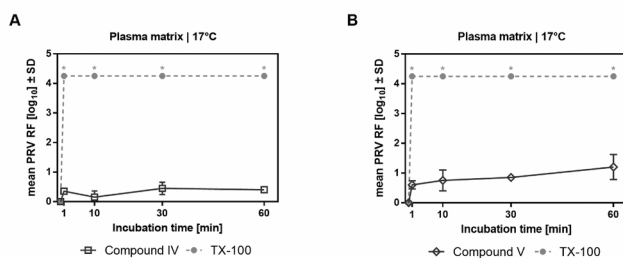 A
Plasma matrix | 17°C
mean PRV RF [log10] ± SD
5
4
3
2
1
0
* * * *
1 10 30 60
Incubation time [min]
Compound IV TX-100
B
Plasma matrix | 17°C
mean PRV RF [log10] ± SD
5
4
3
2
1
0
* * * *
1 10 30 60
Incubation time [min]
Compound V TX-100